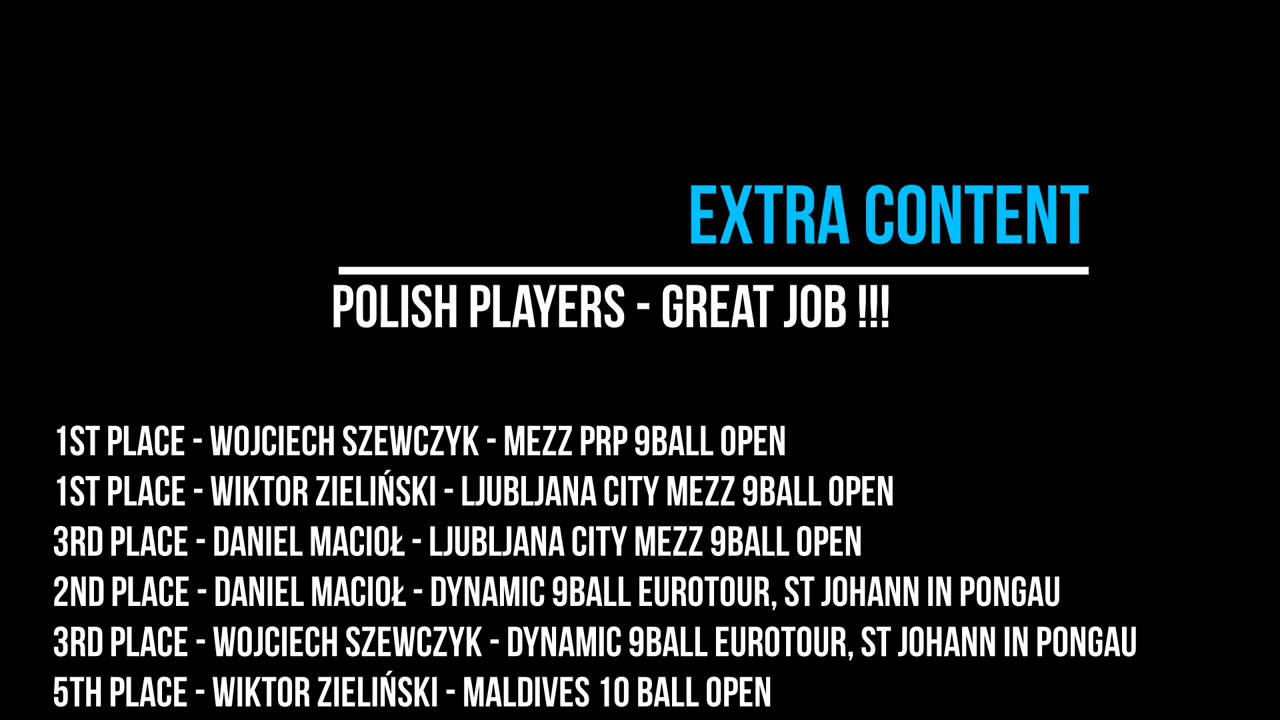 EXTRA CONTENT
POLISH PLAYERS - GREAT JOB !!!
1ST PLACE - WOJCIECH SZEWCZYK - MEZZ PRP 9BALL OPEN
1ST PLACE - WIKTOR ZIELIŃSKI - LJUBLJANA CITY MEZZ 9BALL OPEN
3RD PLACE - DANIEL MACIOŁ - LJUBLJANA CITY MEZZ 9BALL OPEN
2ND PLACE - DANIEL MACIOŁ - DYNAMIC 9BALL EUROTOUR, ST JOHANN IN PONGAU
3RD PLACE - WOJCIECH SZEWCZYK - DYNAMIC 9BALL EUROTOUR, ST JOHANN IN PONGAU
5TH PLACE - WIKTOR ZIELIŃSKI - MALDIVES 10 BALL OPEN